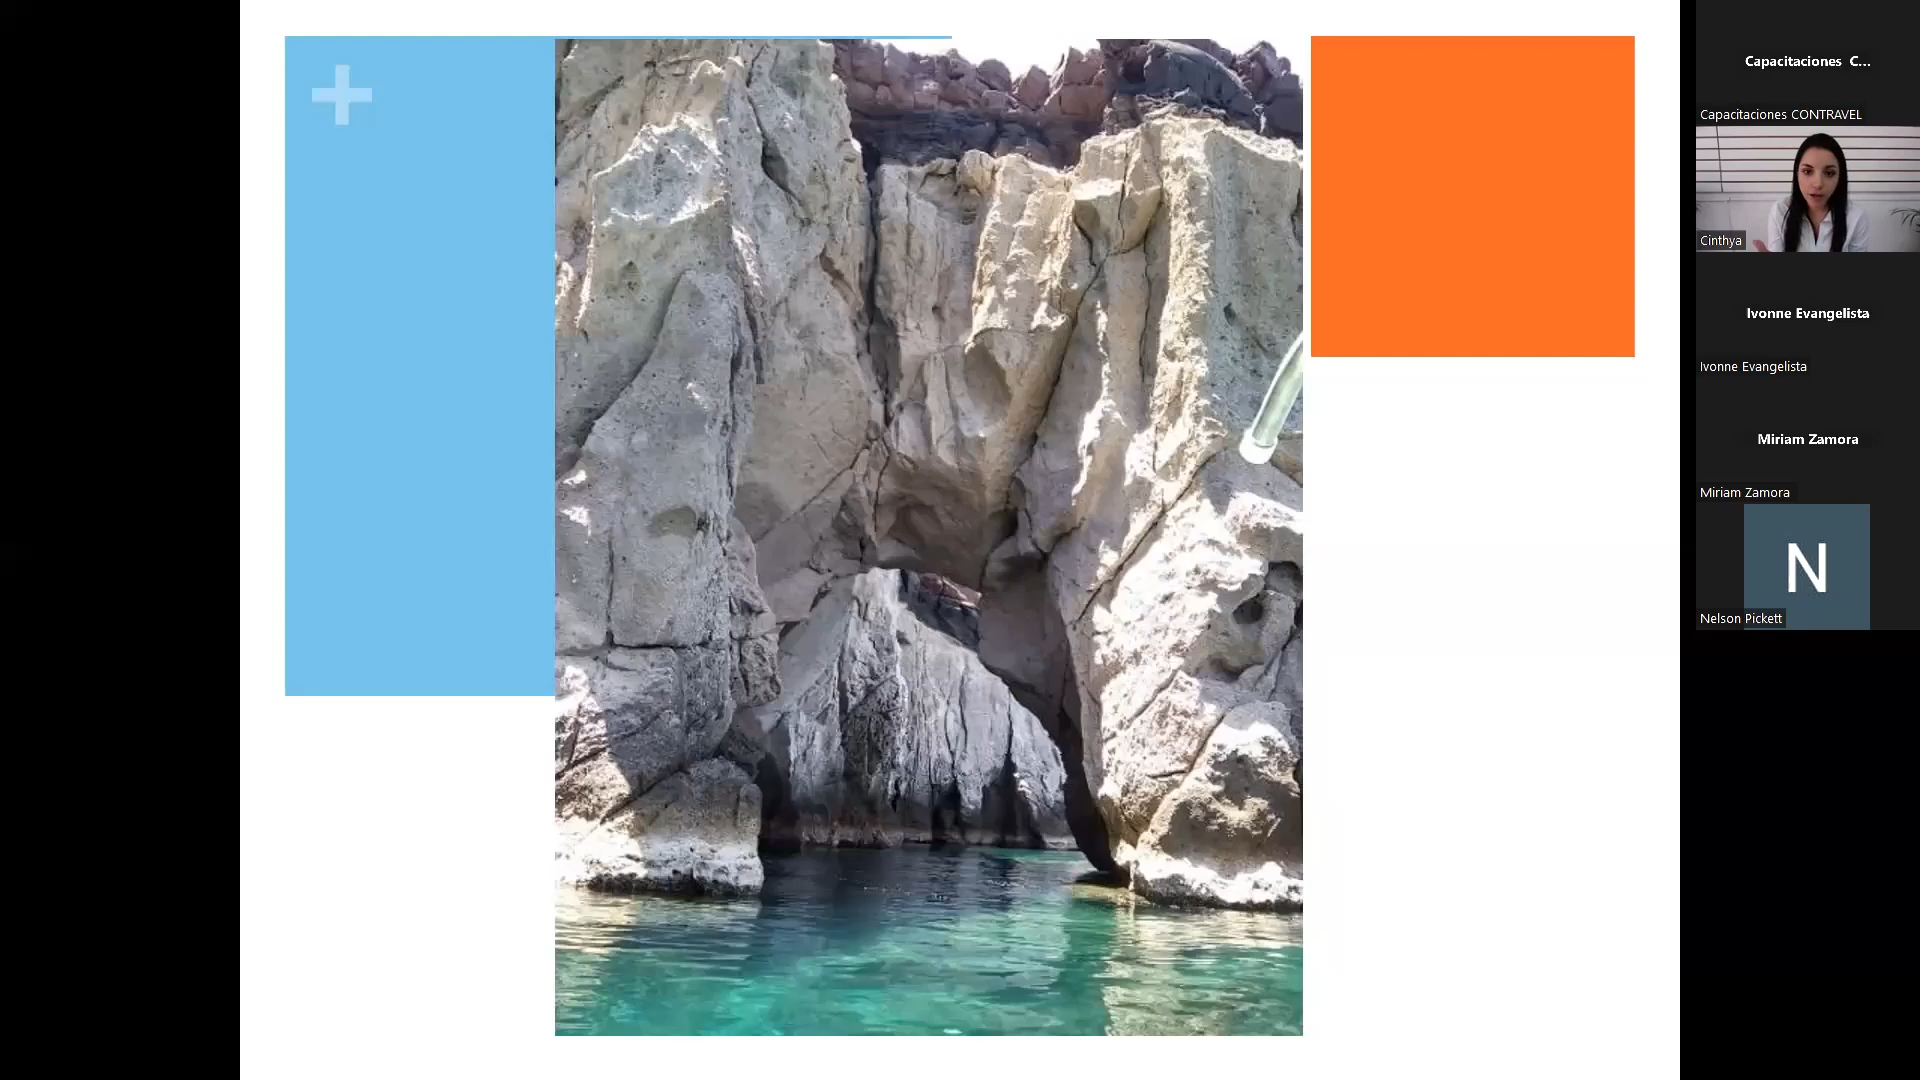 Capacitaciones C...
Capacitaciones CONTRAVEL
Cinthya
Ivonne Evangelista
Ivonne Evangelista
Miriam Zamora
Miriam Zamora
N
Nelson Pickett